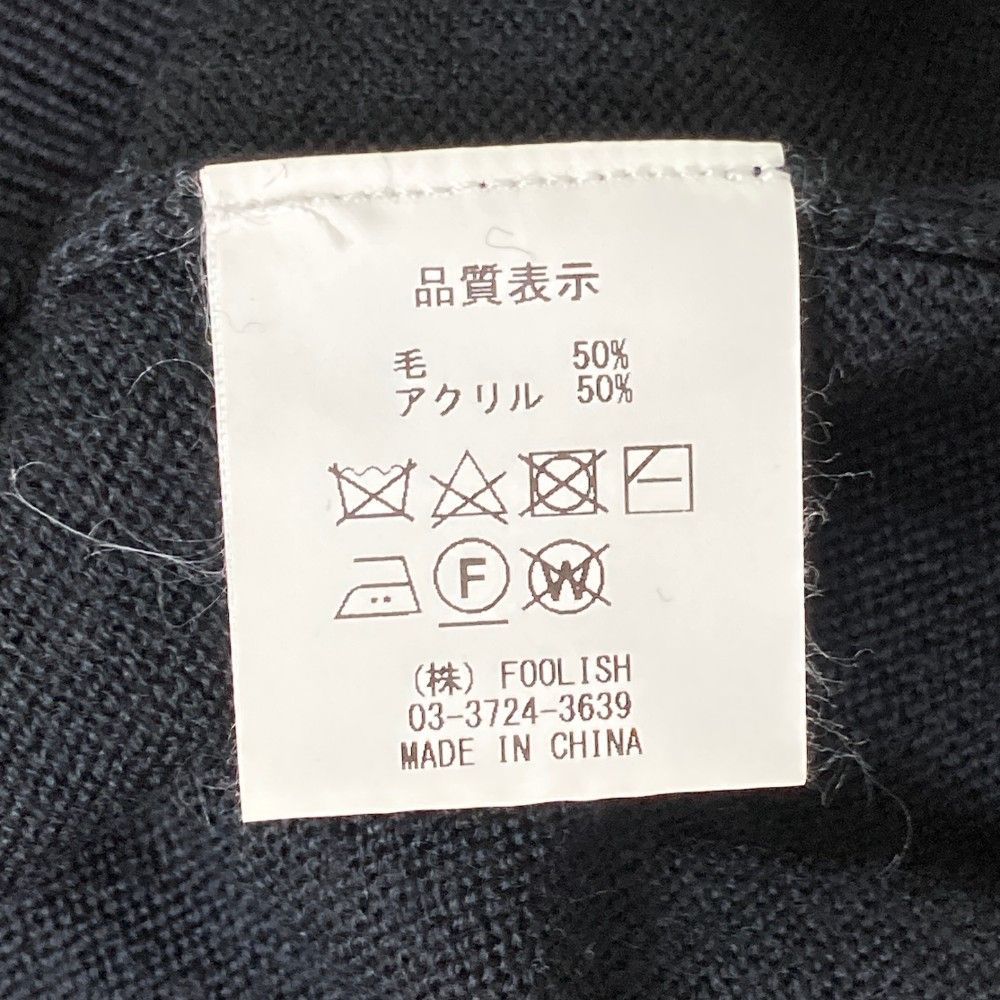 品質表示
毛 50%
アクリル 50%
F W
(株) FOOLISH
03-3724-3639
MADE IN CHINA